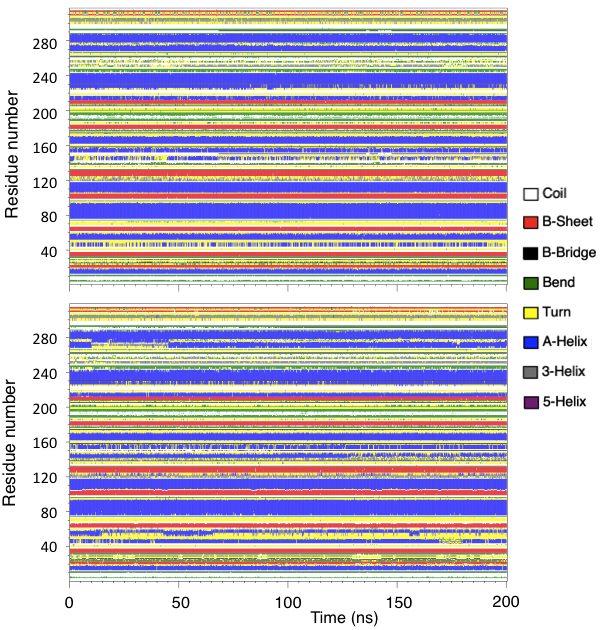 Residue number
280
240
200
160
120
80
40
Coil
B-Sheet
B-Bridge
Bend
Turn
A-Helix
3-Helix
5-Helix
Residue number
280
240
200
160
120
80
40
0 50 100 150 200
Time (ns)